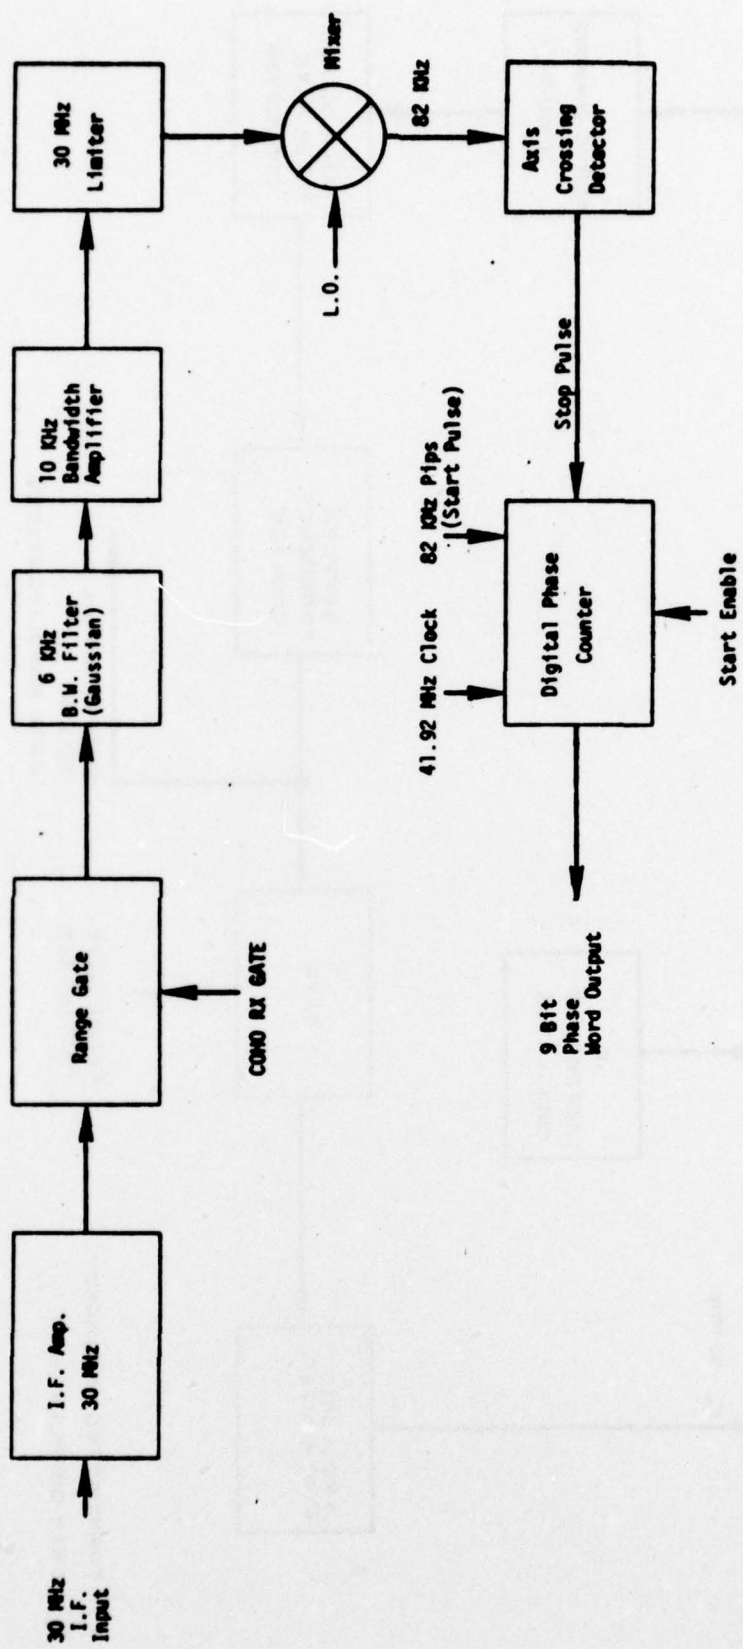 30 MHz
I.F.
Input
I.F. Amp.
30 MHz
Range Gate
COHO RX GATE
6 KHz
B.W. Filter
(Gaussian)
10 KHz
Bandwidth
Amplifier
30 MHz
Limiter
Mixer
L.O.
82 KHz
Axis
Crossing
Detector
Stop Pulse
82 KHz Pips
(Start Pulse)
41.92 MHz Clock
Digital Phase
Counter
Start Enable
9 Bit
Phase
Word Output